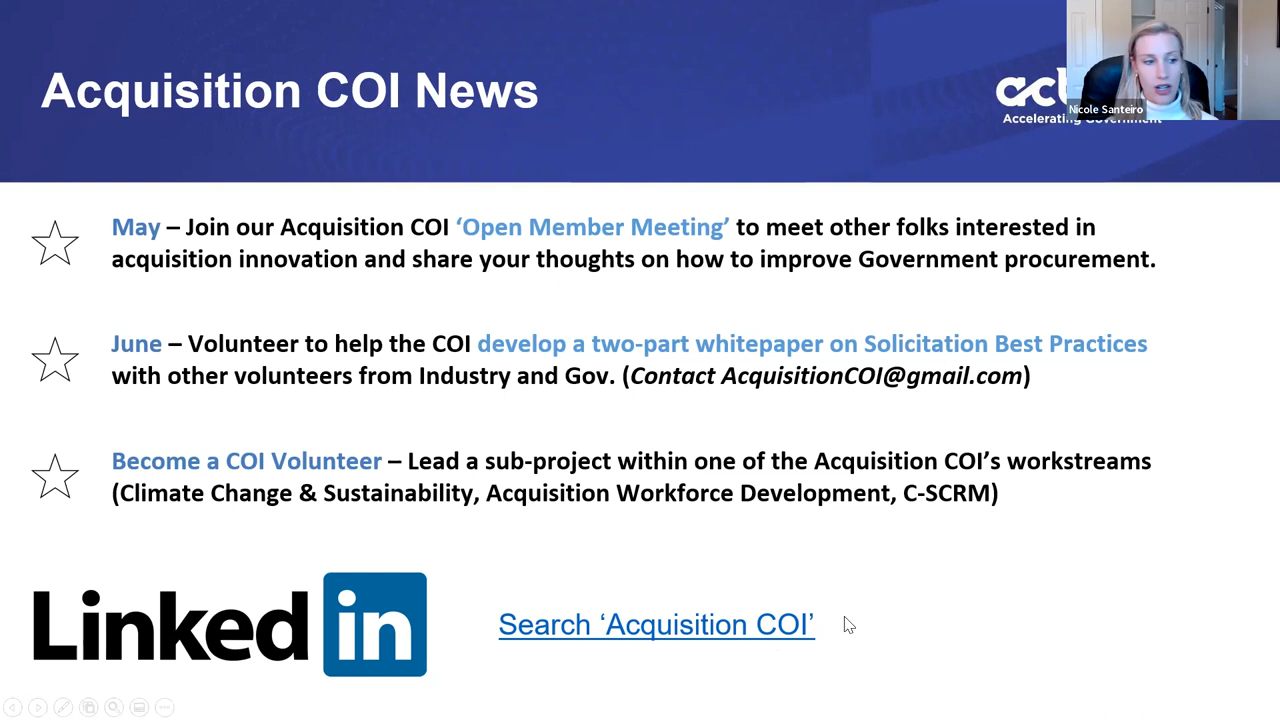 Acquisition COI News
Nicole Santeiro
Accelerating Government
May – Join our Acquisition COI ‘Open Member Meeting’ to meet other folks interested in
acquisition innovation and share your thoughts on how to improve Government procurement.
June – Volunteer to help the COI develop a two-part whitepaper on Solicitation Best Practices
with other volunteers from Industry and Gov. (Contact AcquisitionCOI@gmail.com)
Become a COI Volunteer – Lead a sub-project within one of the Acquisition COI’s workstreams
(Climate Change & Sustainability, Acquisition Workforce Development, C-SCRM)
Linked in
Search ‘Acquisition COI’